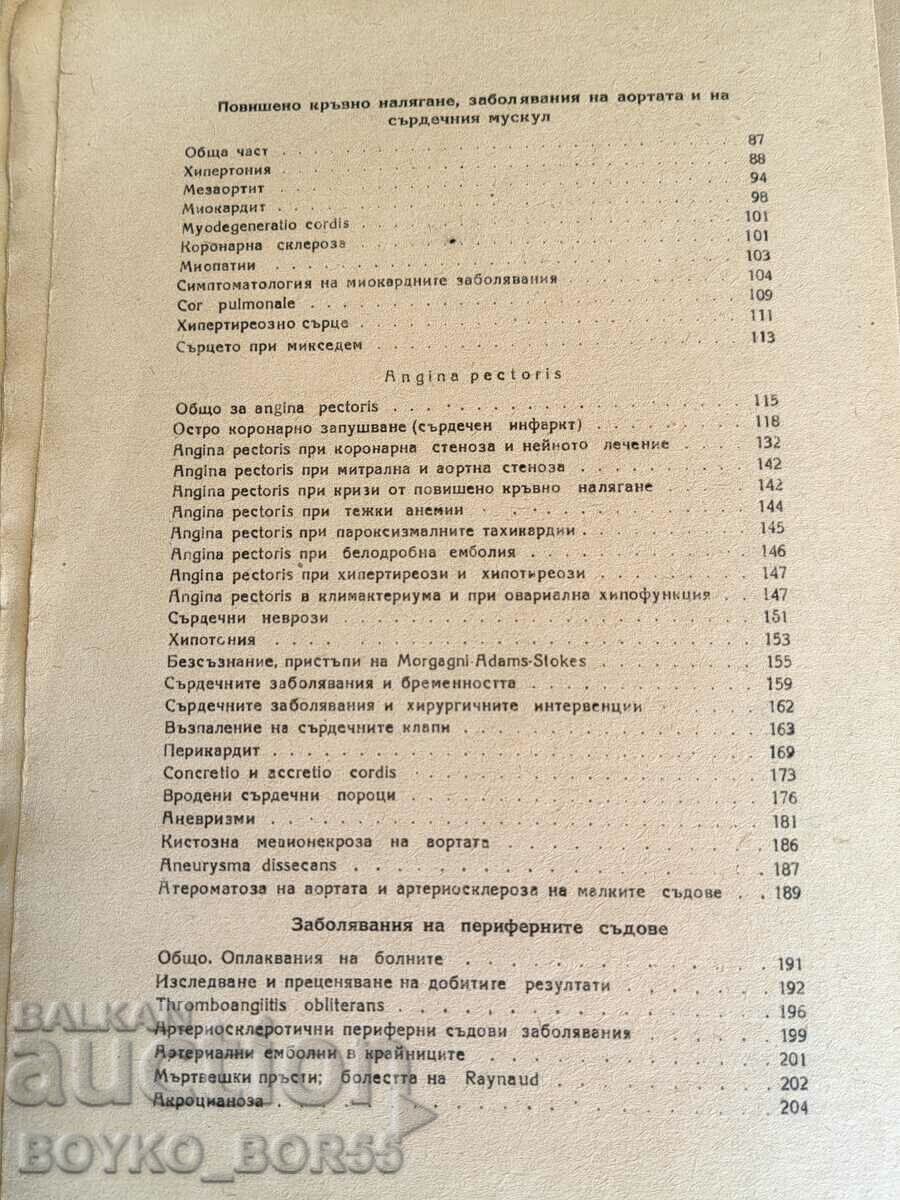 Повишено кръвно налягане, заболявания на аортата и на
сърдечния мускул
Обща част . . . . . . . . . . 87
Хипертония . . . . . . . . . . 88
Мезаортит . . . . . . . . . . 94
Миокардит . . . . . . . . . . 98
Myodegeneratio cordis . . . . . . . . . . 101
Коронарна склероза . . . . . . . . . . 101
Миопатии . . . . . . . . . . 103
Симптоматология на миокардните заболявания . . . . . . . . 104
Cor pulmonale . . . . . . . . . . 109
Хипертиреозно сърце . . . . . . . . . . 111
Сърцето при микседем . . . . . . . . . . 113
Angina pectoris
Общо за angina pectoris . . . . . . . . . . 115
Остро коронарно запушване (сърдечен инфаркт) . . . . . . . 118
Angina pectoris при коронарна стеноза и нейното лечение . . . 132
Angina pectoris при митрална и аортна стеноза . . . . . . . . 142
Angina pectoris при кризи от повишено кръвно налягане . . . . 142
Angina pectoris при тежки анемии . . . . . . . . . . 144
Angina pectoris при пароксизмалните тахикардии . . . . . . . 145
Angina pectoris при белодробна емболия . . . . . . . . . 146
Angina pectoris при хипертиреози и хипотиреози . . . . . . . 147
Angina pectoris в климактериума и при овариална хипофункция . . 147
Сърдечни неврози . . . . . . . . . . 151
Хипотония . . . . . . . . . . 153
Безсъзнание, пристъпи на Morgagni-Adams-Stokes . . . . . . . 155
Сърдечните заболявания и бременността . . . . . . . . . . 159
Сърдечните заболявания и хирургичните интервенции . . . . . 162
Възпаление на сърдечните клапи . . . . . . . . . . 163
Перикардит . . . . . . . . . . 169
Concretio и accretio cordis . . . . . . . . . . 173
Вродени сърдечни пороци . . . . . . . . . . 176
Аневризми . . . . . . . . . . 181
Кистозна медионекроза на аортата . . . . . . . . . . 186
Aneurysma dissecans . . . . . . . . . . 187
Атероматоза на аортата и артериосклероза на малките съдове . . 189
Заболявания на периферните съдове
Общо. Оплаквания на болните . . . . . . . . . . 191
Изследване и преценяване на добитите резултати . . . . . . 192
Thromboangiitis obliterans . . . . . . . . . . 196
Артериосклеротични периферни съдови заболявания . . . . . . 199
Артериални емболии в крайниците . . . . . . . . . . 201
Мъртвешки пръсти; болестта на Raynaud . . . . . . . . . 202
Акроцианоза . . . . . . . . . . 204
BALKAN
auction
BOYKO_BOR55